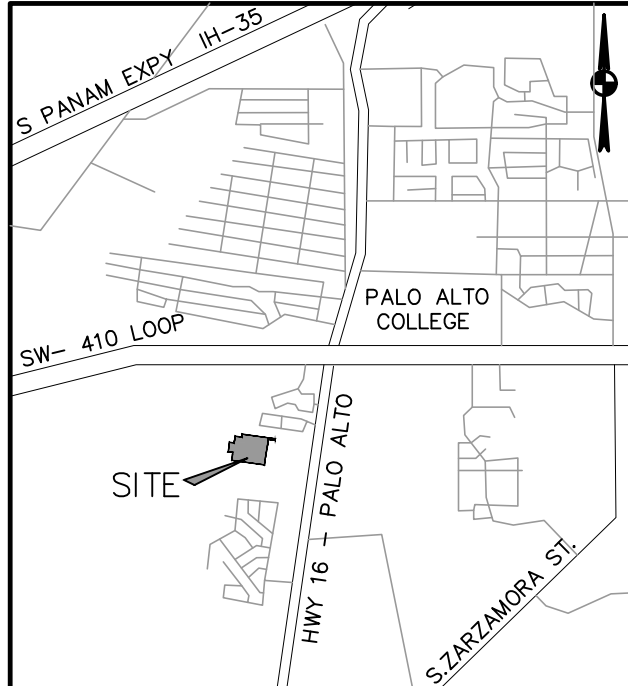 S PANAM EXPY IH-35
PALO ALTO
COLLEGE
SW- 410 LOOP
SITE
HWY 16 - PALO ALTO
S.ZARZAMORA ST.